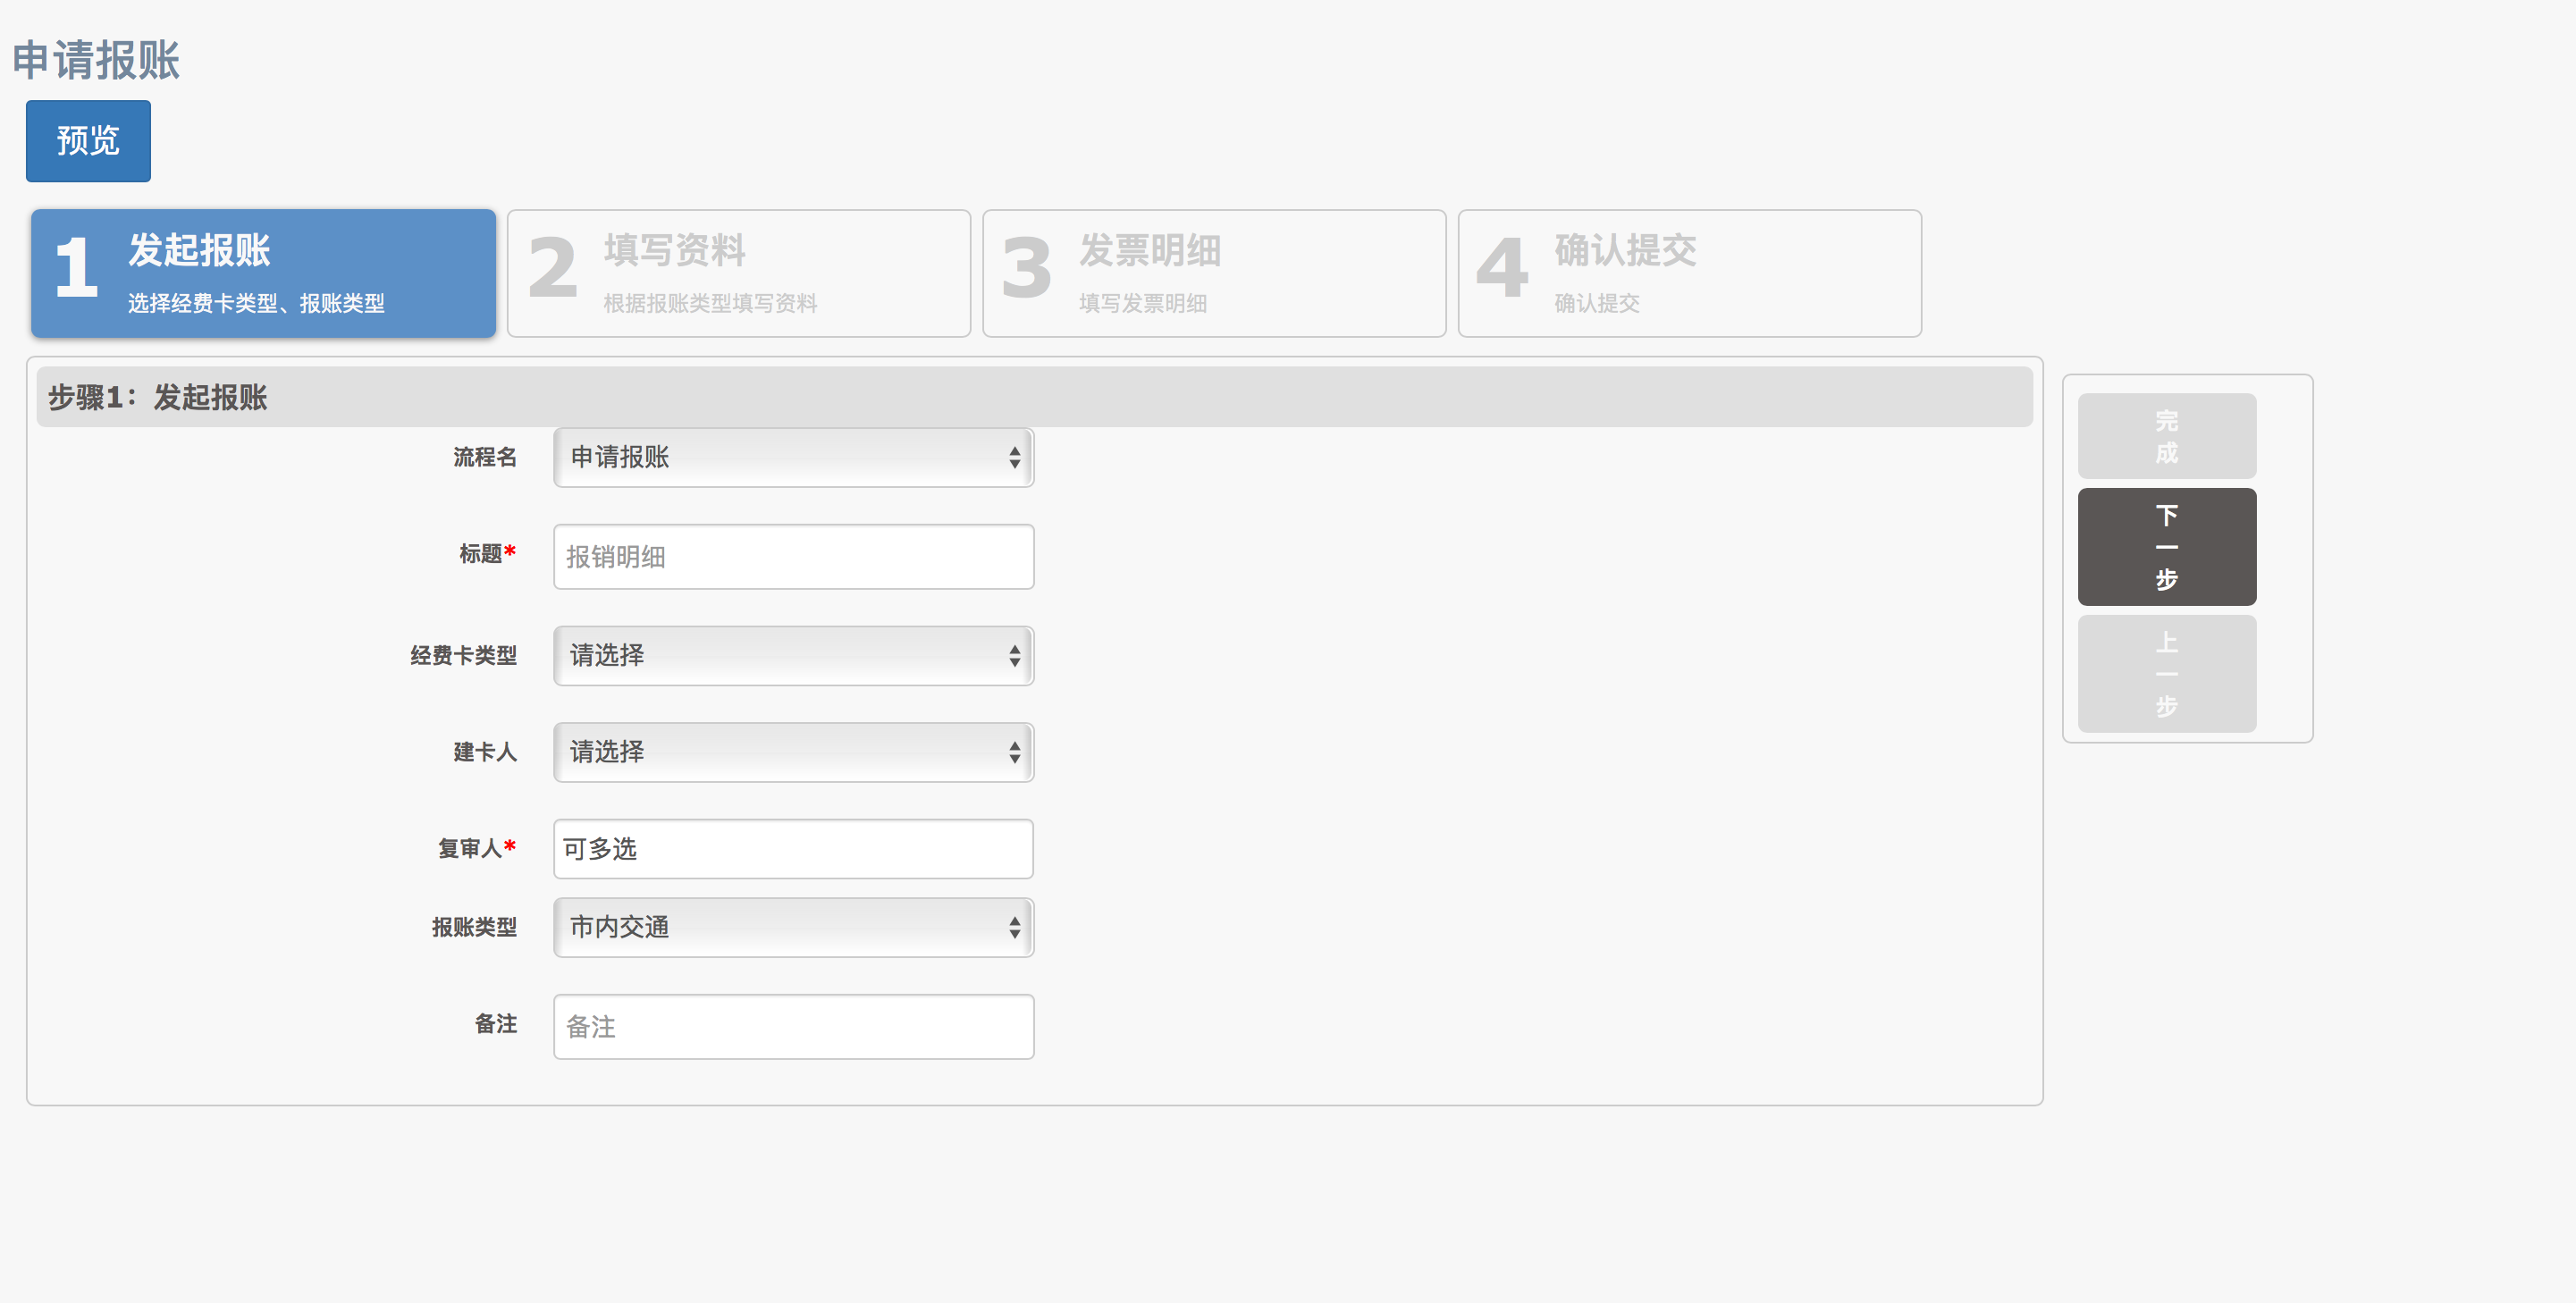 申请报账
预览
1 发起报账
选择经费卡类型、报账类型
2 填写资料
根据报账类型填写资料
3 发票明细
填写发票明细
4 确认提交
确认提交
步骤1：发起报账
流程名 申请报账
标题* 报销明细
经费卡类型 请选择
建卡人 请选择
复审人* 可多选
报账类型 市内交通
备注 备注
完
成
下
一
步
上
一
步